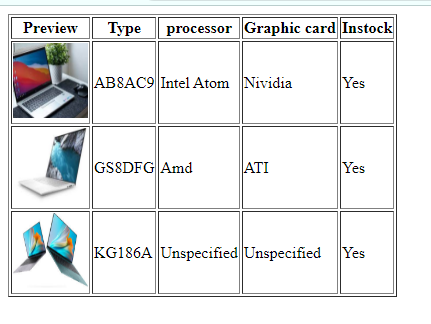 Preview Type processor Graphic card Instock
AB8AC9 Intel Atom Nividia Yes
GS8DFG Amd ATI Yes
KG186A Unspecified Unspecified Yes